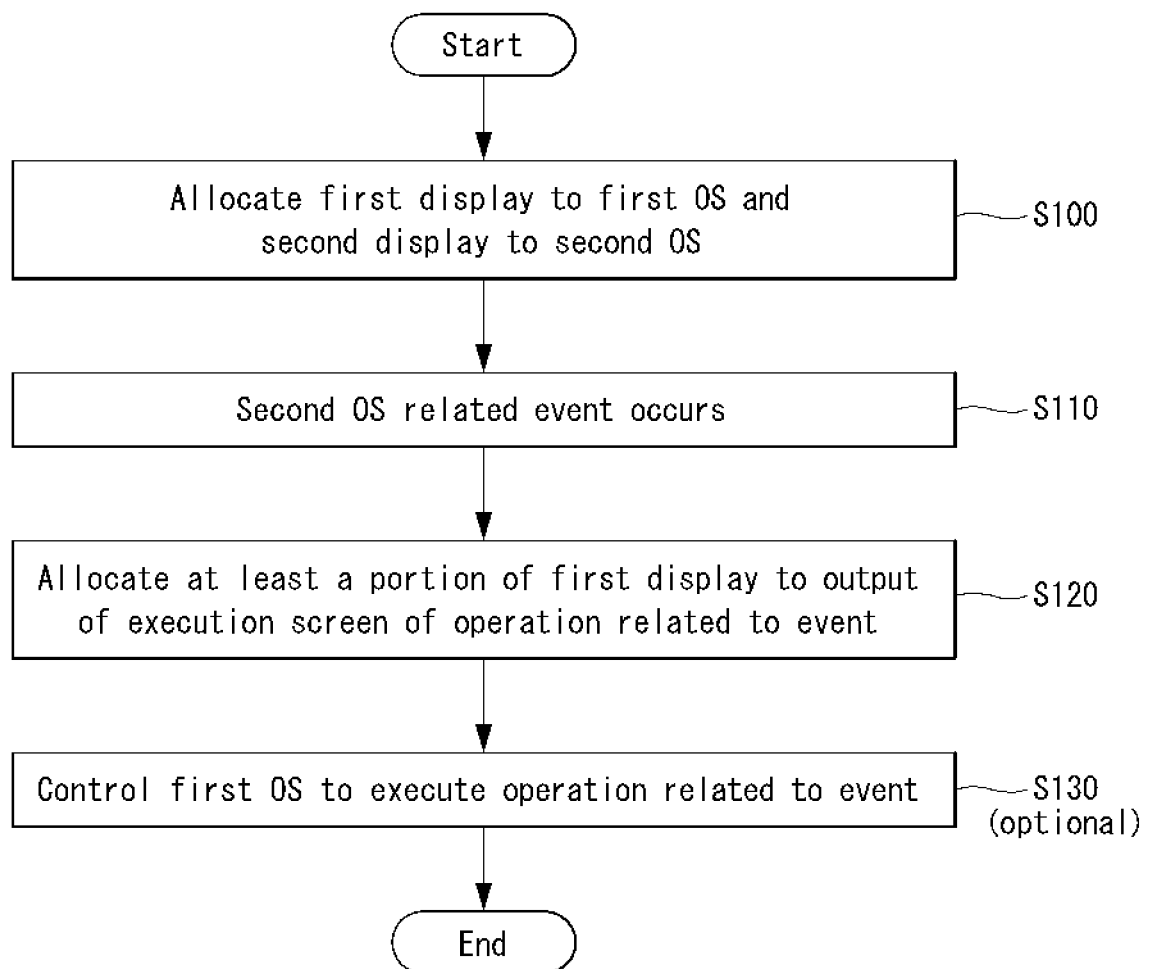 Start
Allocate first display to first OS and
second display to second OS
S100
Second OS related event occurs
S110
Allocate at least a portion of first display to output
of execution screen of operation related to event
S120
Control first OS to execute operation related to event
S130
(optional)
End